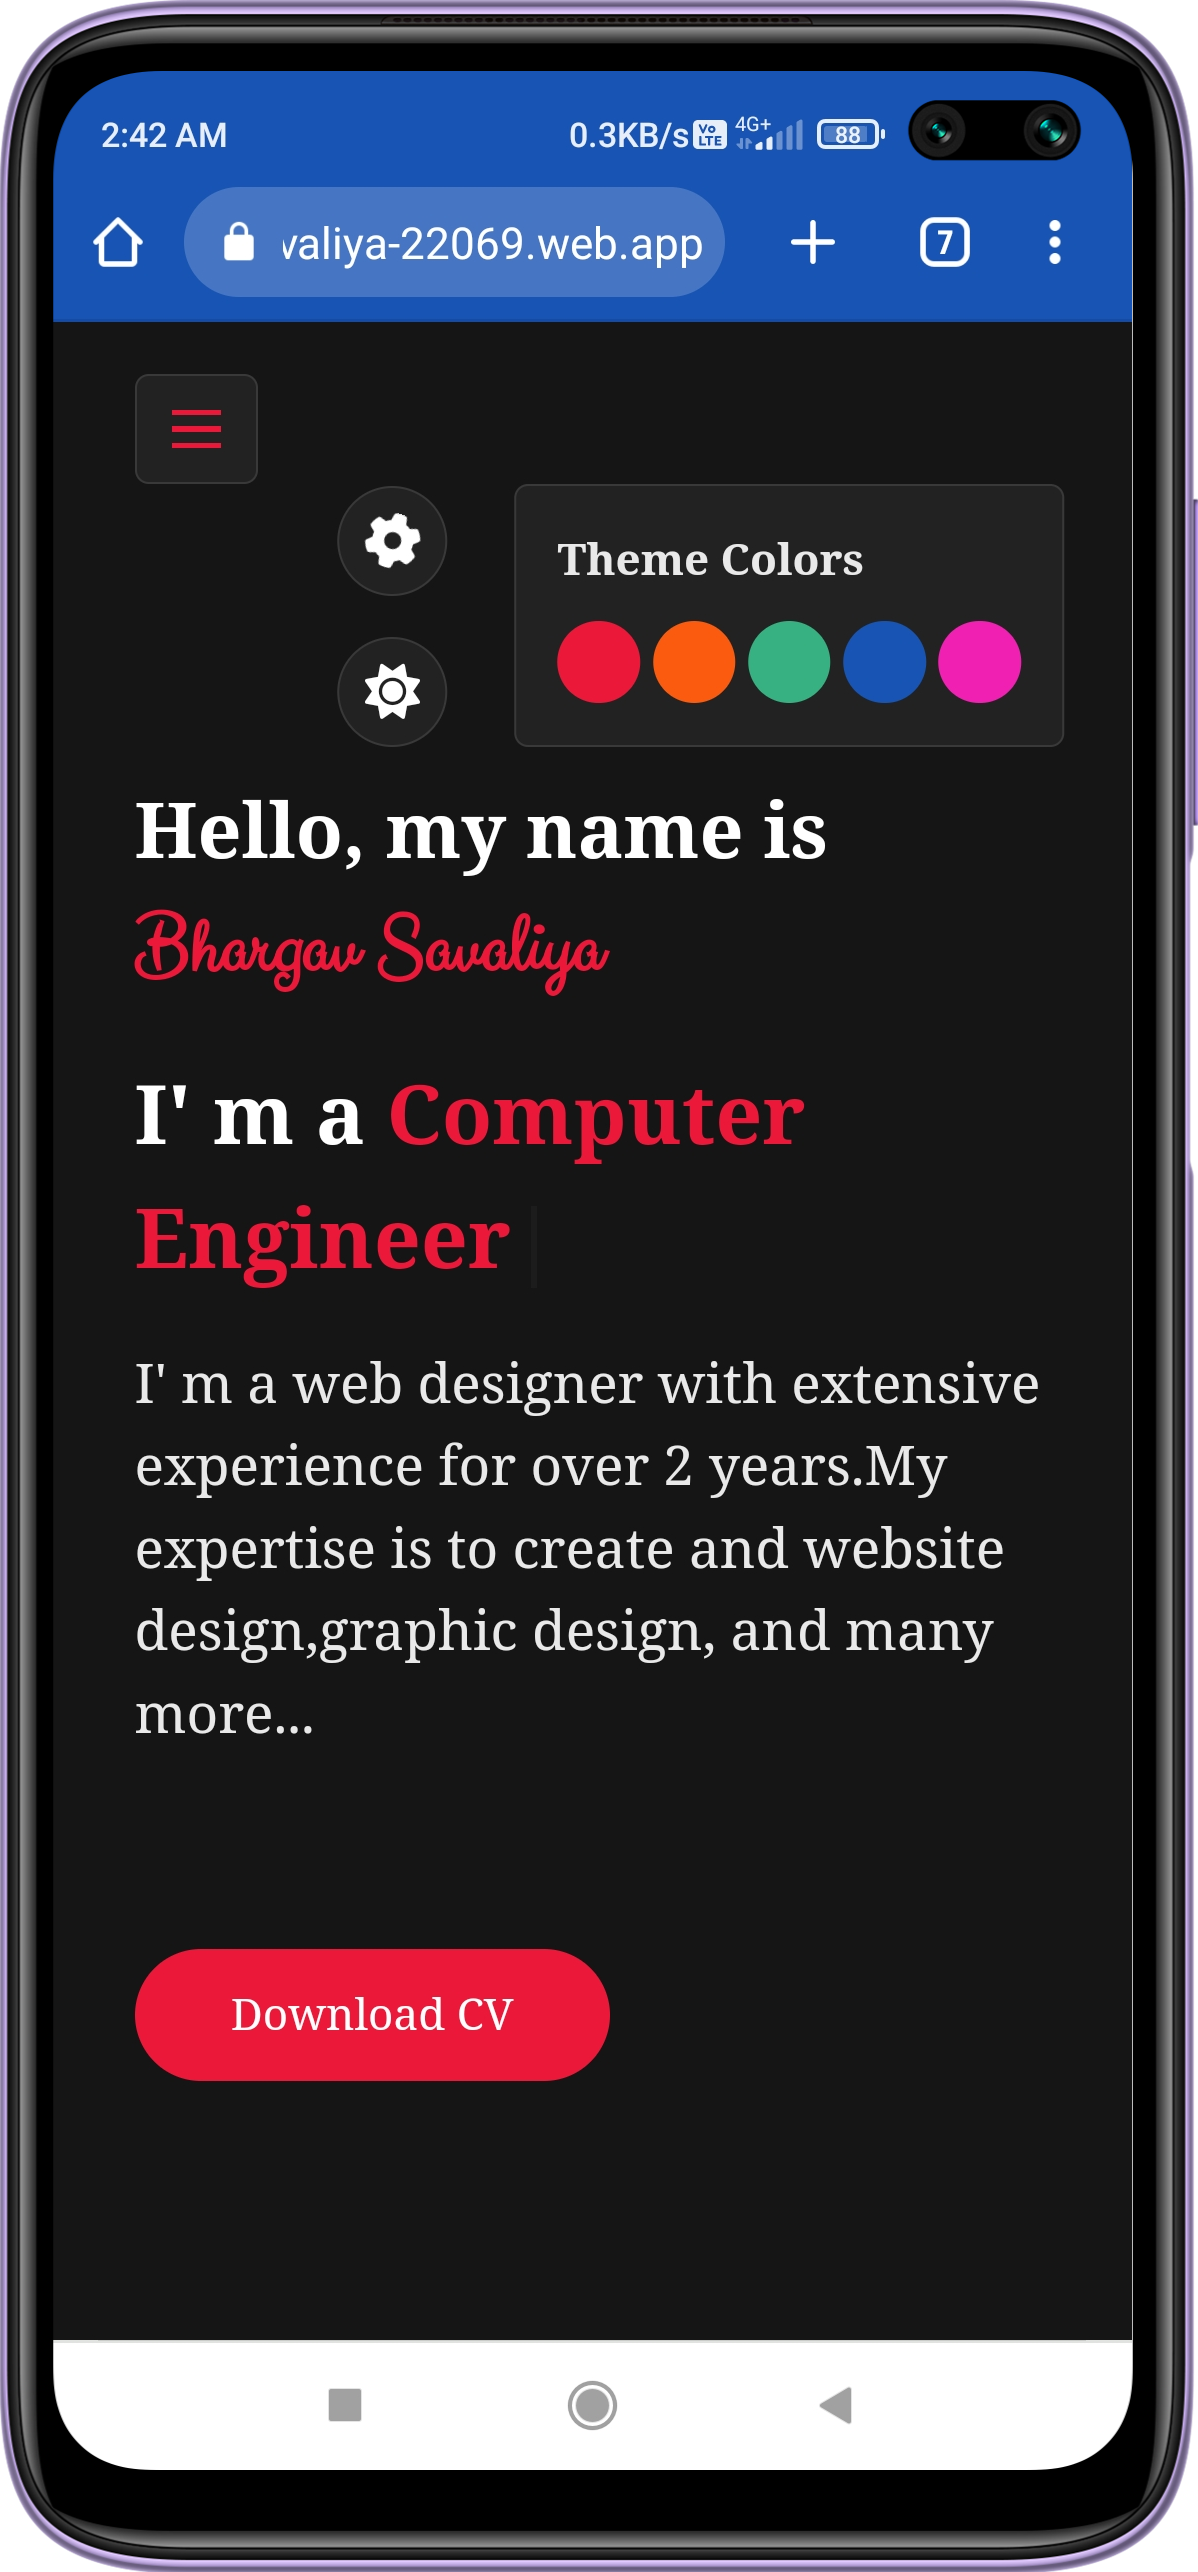 2:42 AM 0.3KB/s Vo LTE 4G+ 88
valiya-22069.web.app 7
Theme Colors
Hello, my name is
Bhargav Savaliya
I' m a Computer
Engineer
I' m a web designer with extensive
experience for over 2 years.My
expertise is to create and website
design,graphic design, and many
more...
Download CV